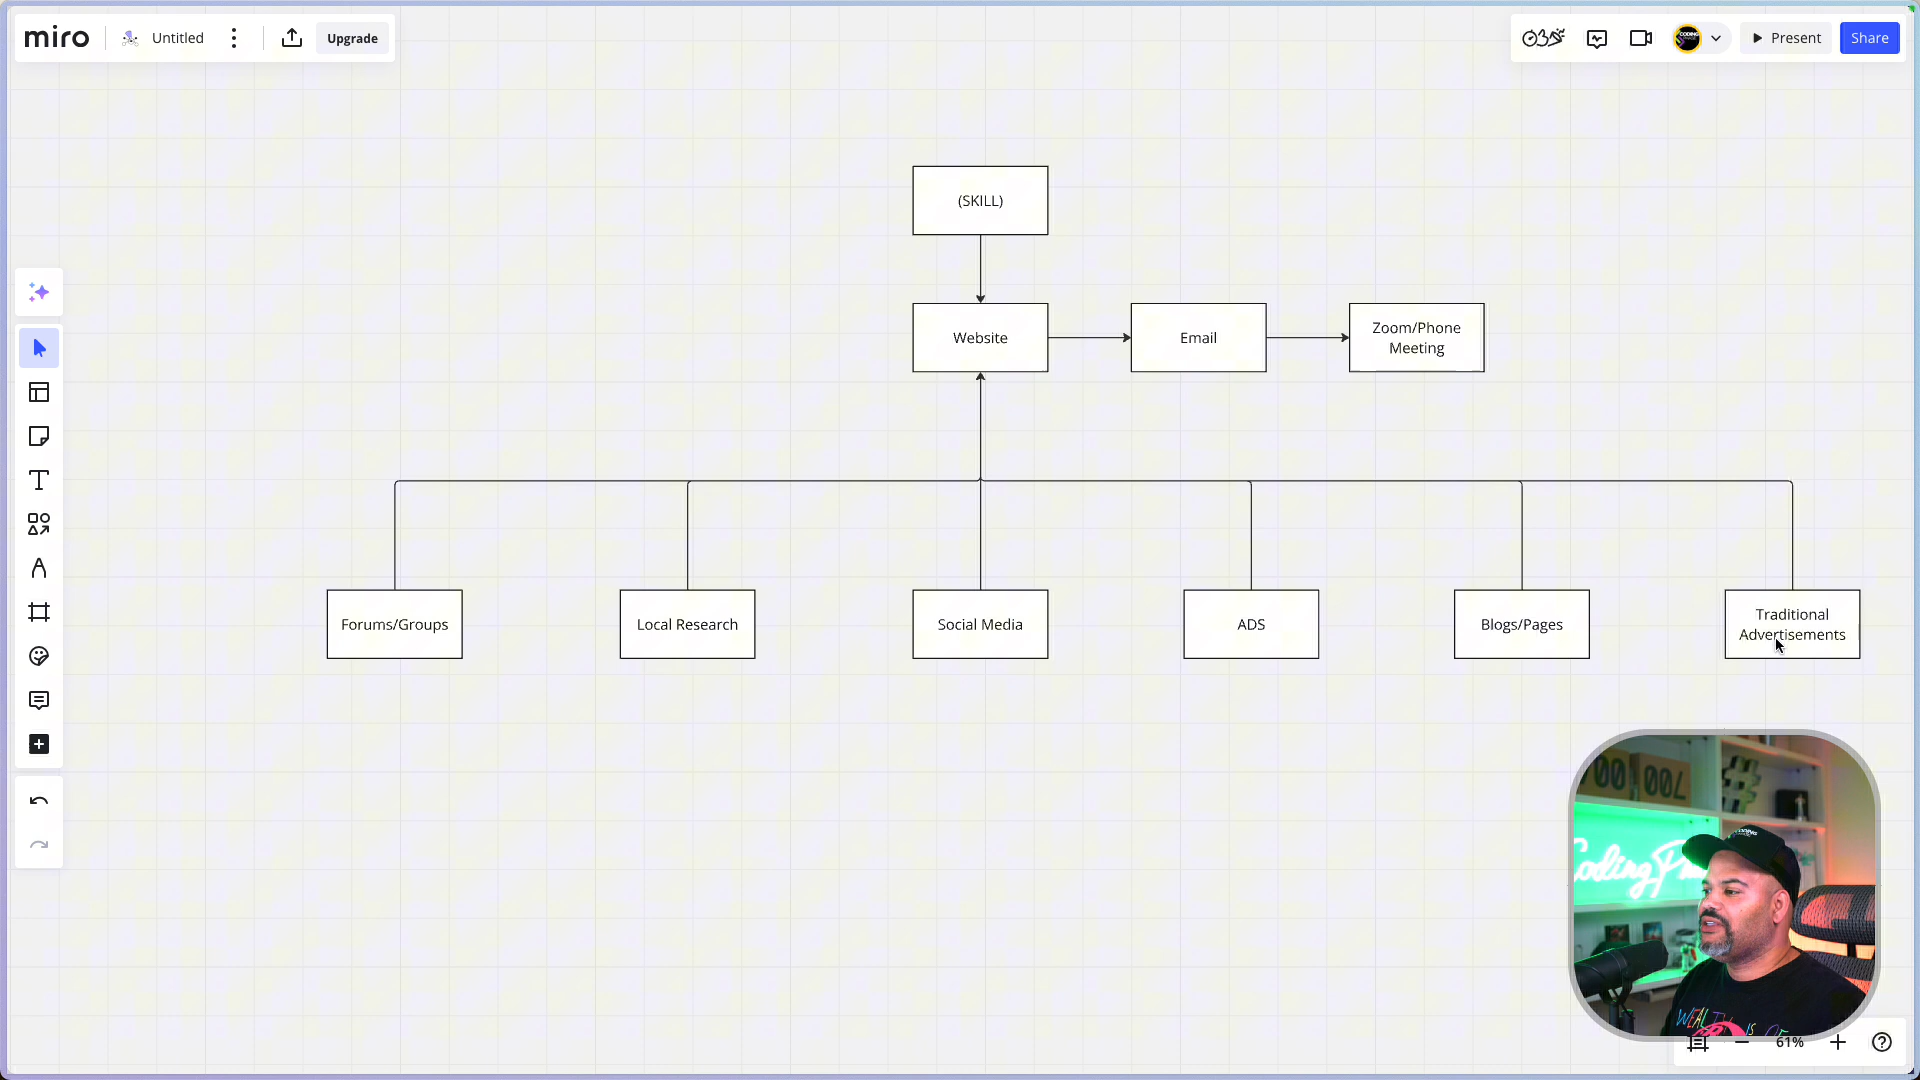 miro
Untitled
Upgrade
Present
Share
(SKILL)
Website
Email
Zoom/Phone
Meeting
Forums/Groups
Local Research
Social Media
ADS
Blogs/Pages
Traditional
Advertisements
CODING
61%